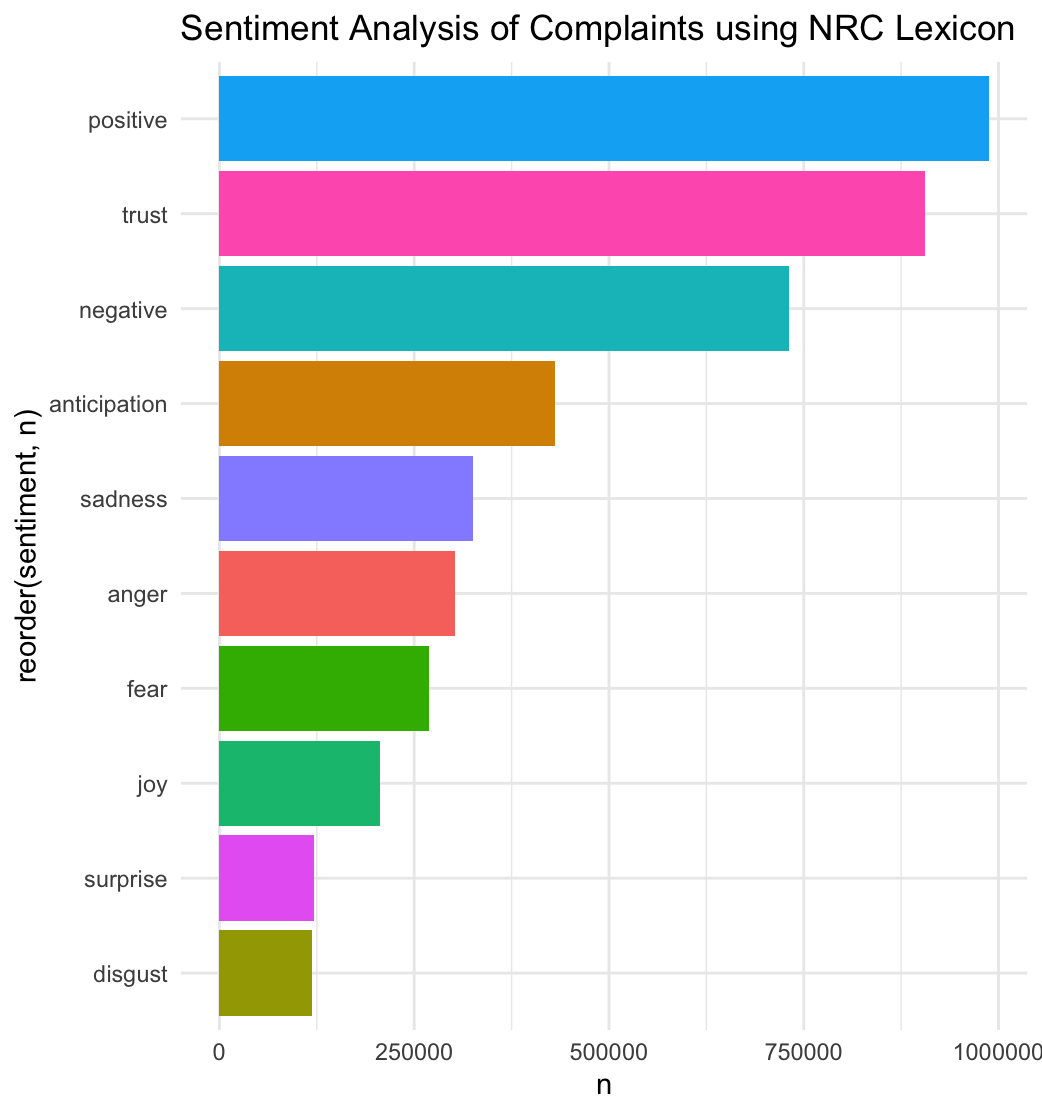 Sentiment Analysis of Complaints using NRC Lexicon
reorder(sentiment, n)
positive
trust
negative
anticipation
sadness
anger
fear
joy
surprise
disgust
0 250000 500000 750000 1000000
n